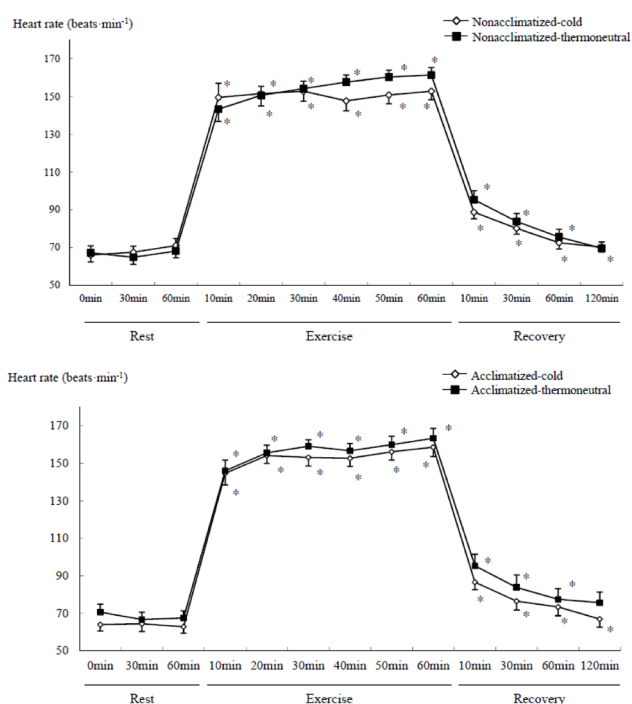 Heart rate (beats·min-1)
Nonacclimatized-cold
Nonacclimatized-thermoneutral
170
150
130
110
90
70
50
0min 30min 60min 10min 20min 30min 40min 50min 60min 10min 30min 60min 120min
Rest Exercise Recovery
Heart rate (beats·min-1)
Acclimatized-cold
Acclimatized-thermoneutral
170
150
130
110
90
70
50
0min 30min 60min 10min 20min 30min 40min 50min 60min 10min 30min 60min 120min
Rest Exercise Recovery